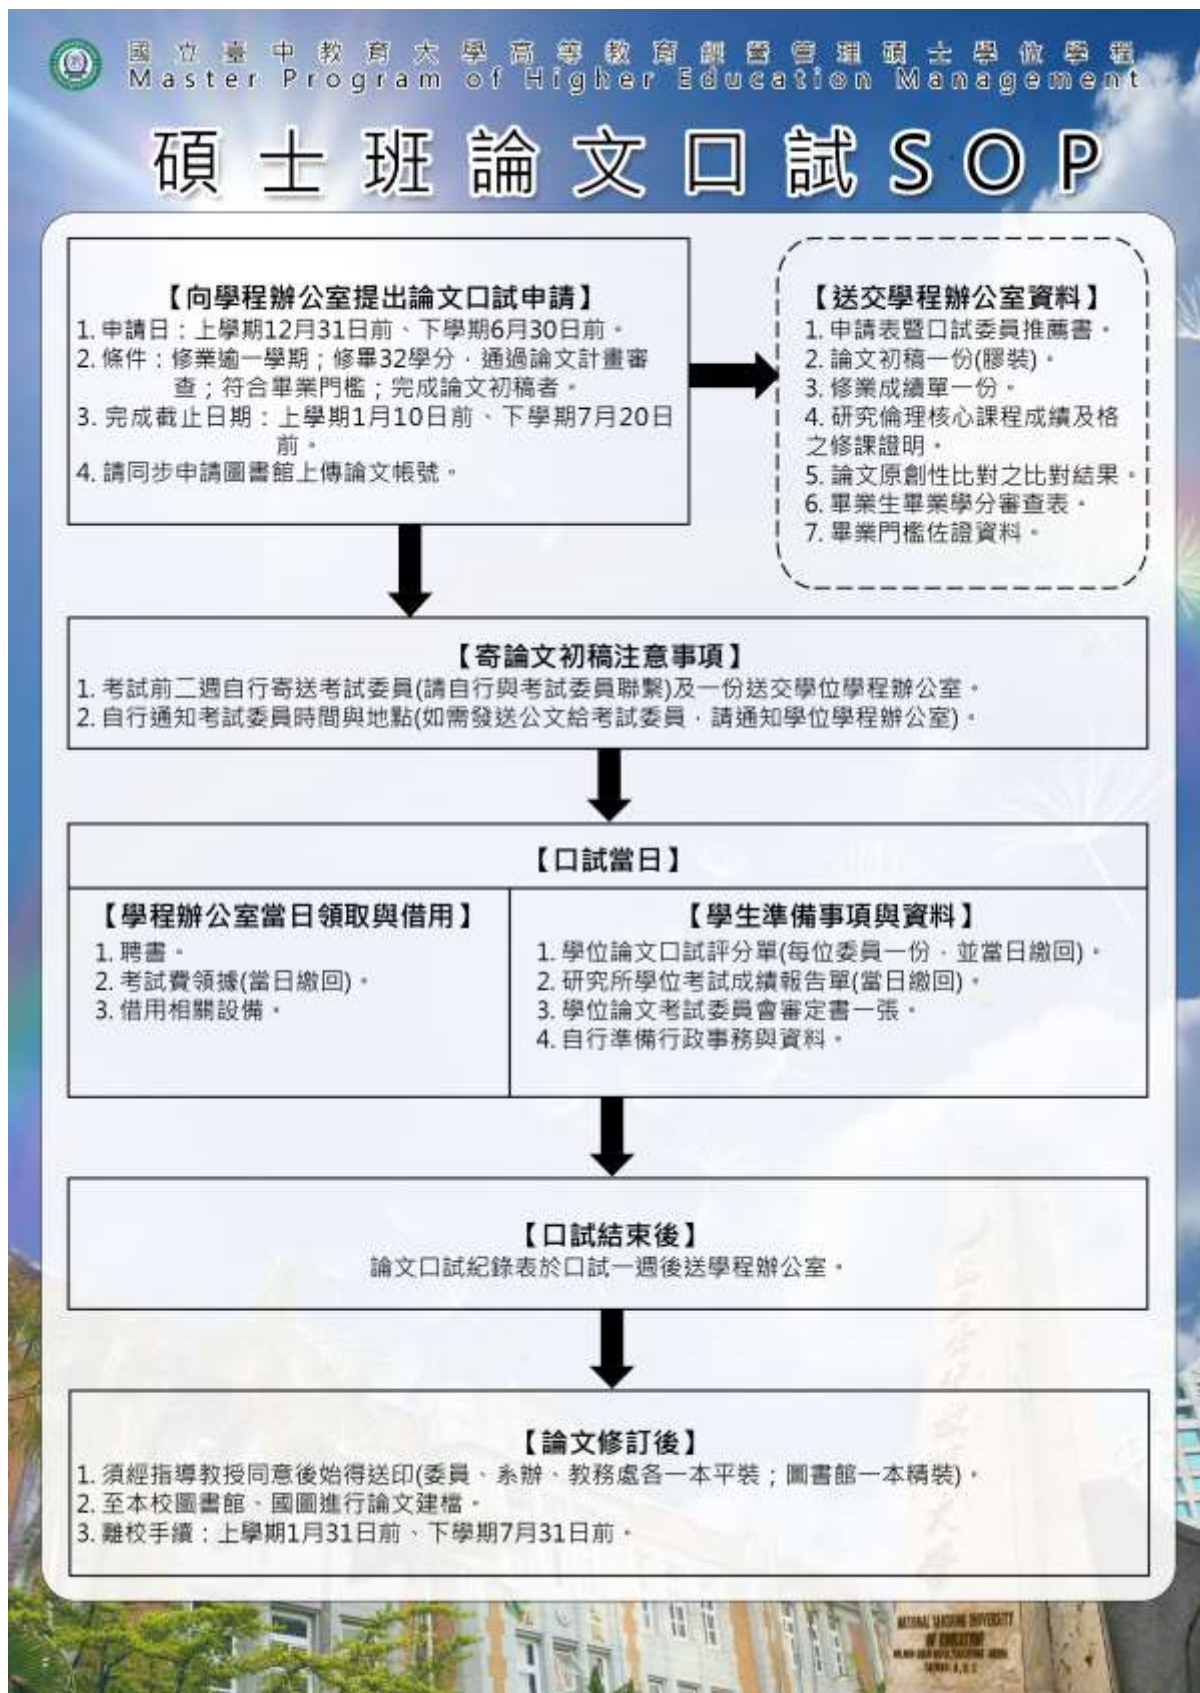 國立臺中教育大學高等教育經營管理碩士學位學程
Master Program of Higher Education Management
碩士班論文口試SOP
【向學程辦公室提出論文口試申請】
1. 申請日：上學期12月31日前、下學期6月30日前。
2. 條件：修業逾一學期；修畢32學分，通過論文計畫審
查；符合畢業門檻；完成論文初稿者。
3. 完成截止日期：上學期1月10日前、下學期7月20日
前。
4. 請同步申請圖書館上傳論文帳號。
【送交學程辦公室資料】
1. 申請表暨口試委員推薦書。
2. 論文初稿一份(膠裝)。
3. 修業成績單一份。
4. 研究倫理核心課程成績及格
之修課證明。
5. 論文原創性比對之比對結果。
6. 畢業生畢業學分審查表。
7. 畢業門檻佐證資料。
【寄論文初稿注意事項】
1. 考試前二週自行寄送考試委員(請自行與考試委員聯繫)及一份送交學位學程辦公室。
2. 自行通知考試委員時間與地點(如需發送公文給考試委員，請通知學位學程辦公室)。
【口試當日】
【學程辦公室當日領取與借用】
1. 聘書。
2. 考試費領據(當日繳回)。
3. 借用相關設備。
【學生準備事項與資料】
1. 學位論文口試評分單(每位委員一份，並當日繳回)。
2. 研究所學位考試成績報告單(當日繳回)。
3. 學位論文考試委員會審定書一張。
4. 自行準備行政事務與資料。
【口試結束後】
論文口試紀錄表於口試一週後送學程辦公室。
【論文修訂後】
1. 須經指導教授同意後始得送印(委員、系辦、教務處各一本平裝；圖書館一本精裝)。
2. 至本校圖書館、國圖進行論文建檔。
3. 離校手續：上學期1月31日前、下學期7月31日前。
NATIONAL TAICHUNG UNIVERSITY
OF EDUCATION